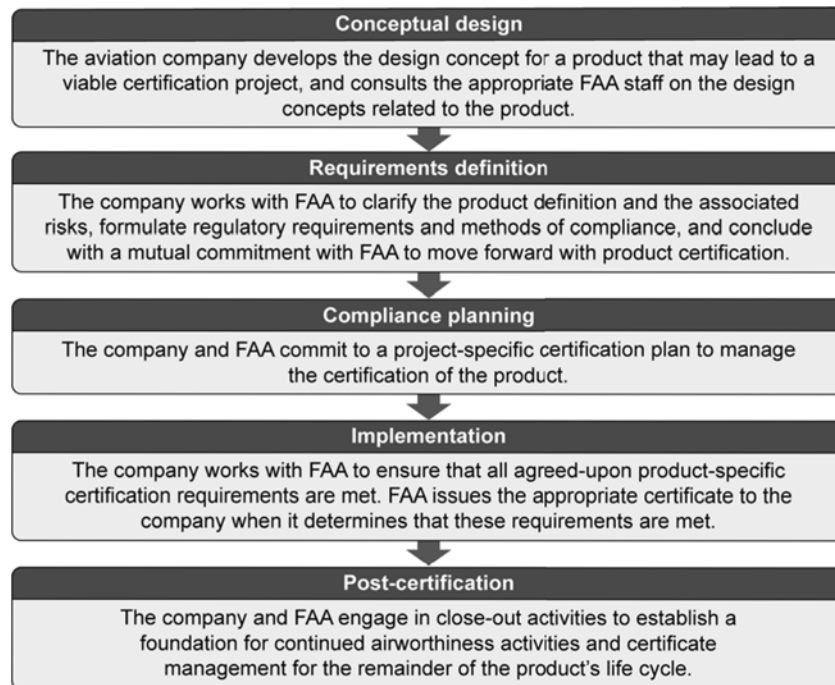 Conceptual design
The aviation company develops the design concept for a product that may lead to a
viable certification project, and consults the appropriate FAA staff on the design
concepts related to the product.
Requirements definition
The company works with FAA to clarify the product definition and the associated
risks, formulate regulatory requirements and methods of compliance, and conclude
with a mutual commitment with FAA to move forward with product certification.
Compliance planning
The company and FAA commit to a project-specific certification plan to manage
the certification of the product.
Implementation
The company works with FAA to ensure that all agreed-upon product-specific
certification requirements are met. FAA issues the appropriate certificate to the
company when it determines that these requirements are met.
Post-certification
The company and FAA engage in close-out activities to establish a
foundation for continued airworthiness activities and certificate
management for the remainder of the product's life cycle.